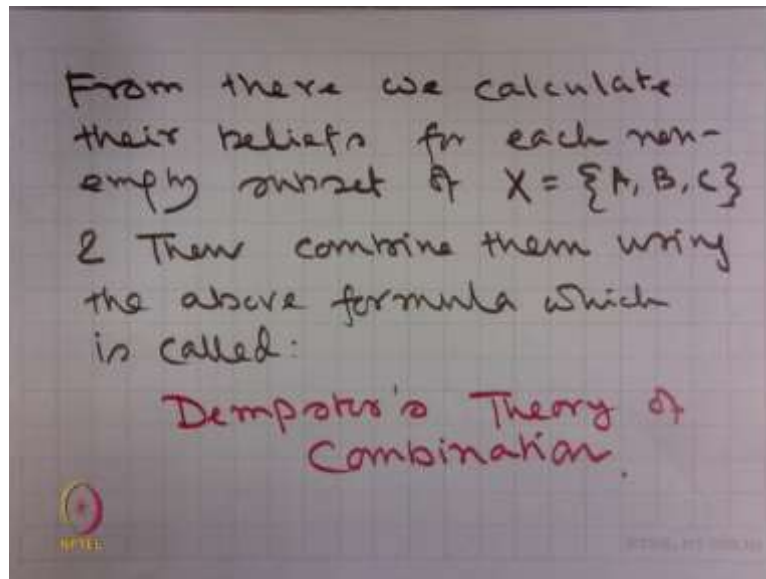 From there we calculate
their beliefs for each non-
empty subset of X = {A, B, C}
& Then combine them using
the above formula which
is called:
Dempster's Theory of
Combination.
NPTEL